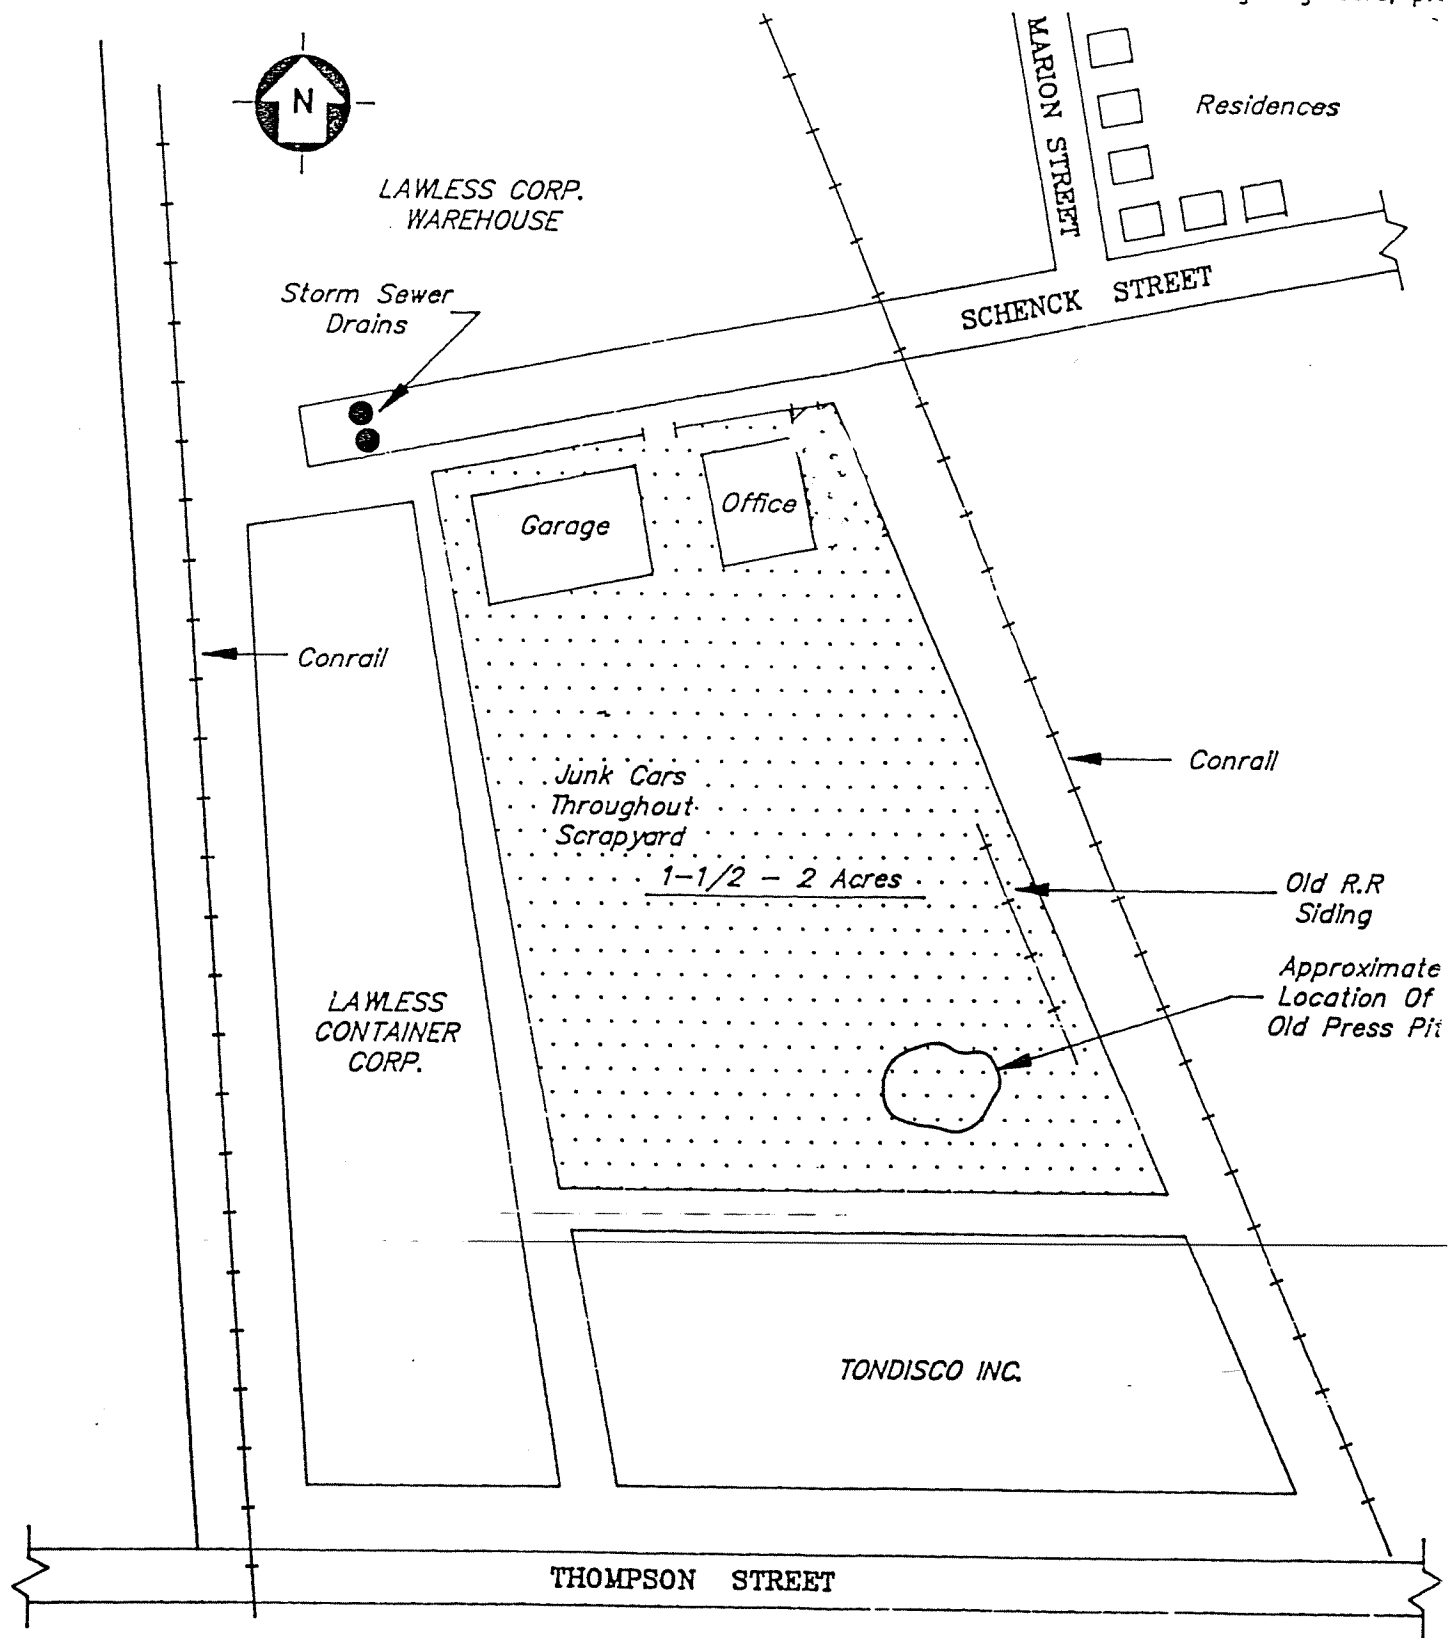 MARION STREET
Residences
N
LAWLESS CORP.
WAREHOUSE
Storm Sewer
Drains
SCHENCK STREET
Garage
Office
Conrail
Conrail
Junk Cars
Throughout
Scrapyard
1-1/2 - 2 Acres
Old R.R
Siding
Approximate
Location Of
Old Press Pit
LAWLESS
CONTAINER
CORP.
TONDISCO INC.
THOMPSON STREET